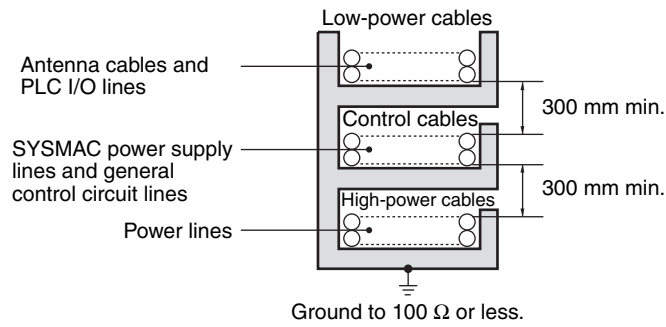 Low-power cables
Antenna cables and
PLC I/O lines
300 mm min.
Control cables
SYSMAC power supply
lines and general
control circuit lines
300 mm min.
High-power cables
Power lines
Ground to 100 Ω or less.